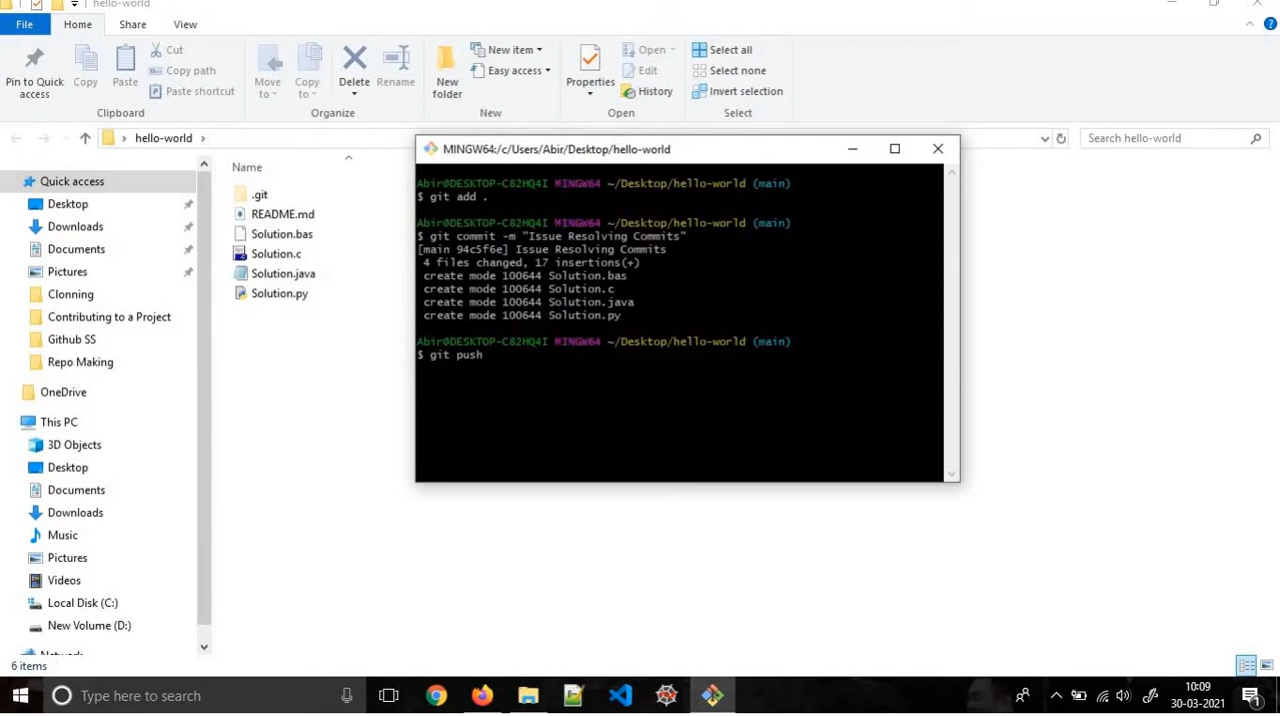 hello-world
File
Home
Share
View
Pin to Quick access
Copy
Paste
Cut
Copy path
Paste shortcut
Clipboard
Move to
Copy to
Delete
Rename
Organize
New folder
New item
Easy access
New
Properties
Open
Edit
History
Open
Select all
Select none
Invert selection
Select
hello-world
Search hello-world
Quick access
Desktop
Downloads
Documents
Pictures
Clonning
Contributing to a Project
Github SS
Repo Making
OneDrive
This PC
3D Objects
Desktop
Documents
Downloads
Music
Pictures
Videos
Local Disk (C:)
New Volume (D:)
Network
Name
.git
README.md
Solution.bas
Solution.c
Solution.java
Solution.py
MINGW64:/c/Users/Abir/Desktop/hello-world
Abir@DESKTOP-C82HQ4I MINGW64 ~/Desktop/hello-world (main)
$ git add .
Abir@DESKTOP-C82HQ4I MINGW64 ~/Desktop/hello-world (main)
$ git commit -m "Issue Resolving Commits"
[main 94c5f6e] Issue Resolving Commits
4 files changed, 17 insertions(+)
create mode 100644 Solution.bas
create mode 100644 Solution.c
create mode 100644 Solution.java
create mode 100644 Solution.py
Abir@DESKTOP-C82HQ4I MINGW64 ~/Desktop/hello-world (main)
$ git push
6 items
Type here to search
10:09
30-03-2021
1